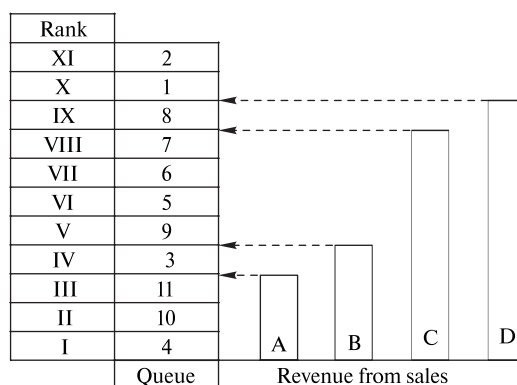 Rank
XI 2
X 1
IX 8
VIII 7
VII 6
VI 5
V 9
IV 3
III 11
II 10
I 4
A B C D
Queue Revenue from sales